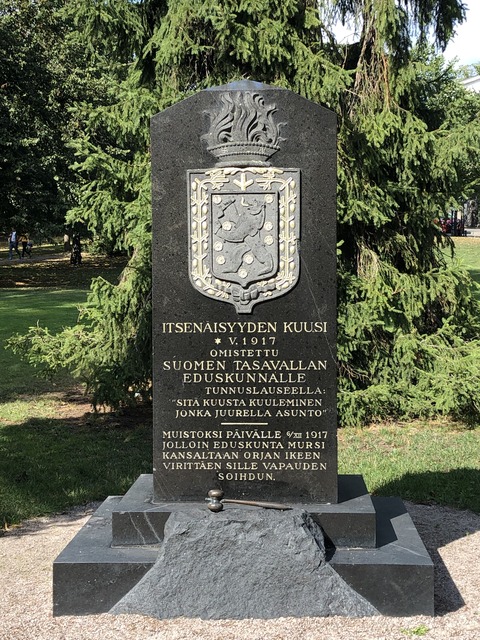 ITSENÄISYYDEN KUUSI
★ V. 1917
OMISTETTU
SUOMEN TASAVALLAN
EDUSKUNNALLE
TUNNUSLAUSEELLA:
"SITÄ KUUSTA KUULEMINEN
JONKA JUURELLA ASUNTO"
MUISTOKSI PÄIVÄLLE 6/XII 1917
JOLLOIN EDUSKUNTA MURSI
KANSALTAAN ORJAN IKEEN
VIRITTÄEN SILLE VAPAUDEN
SOIHDUN.